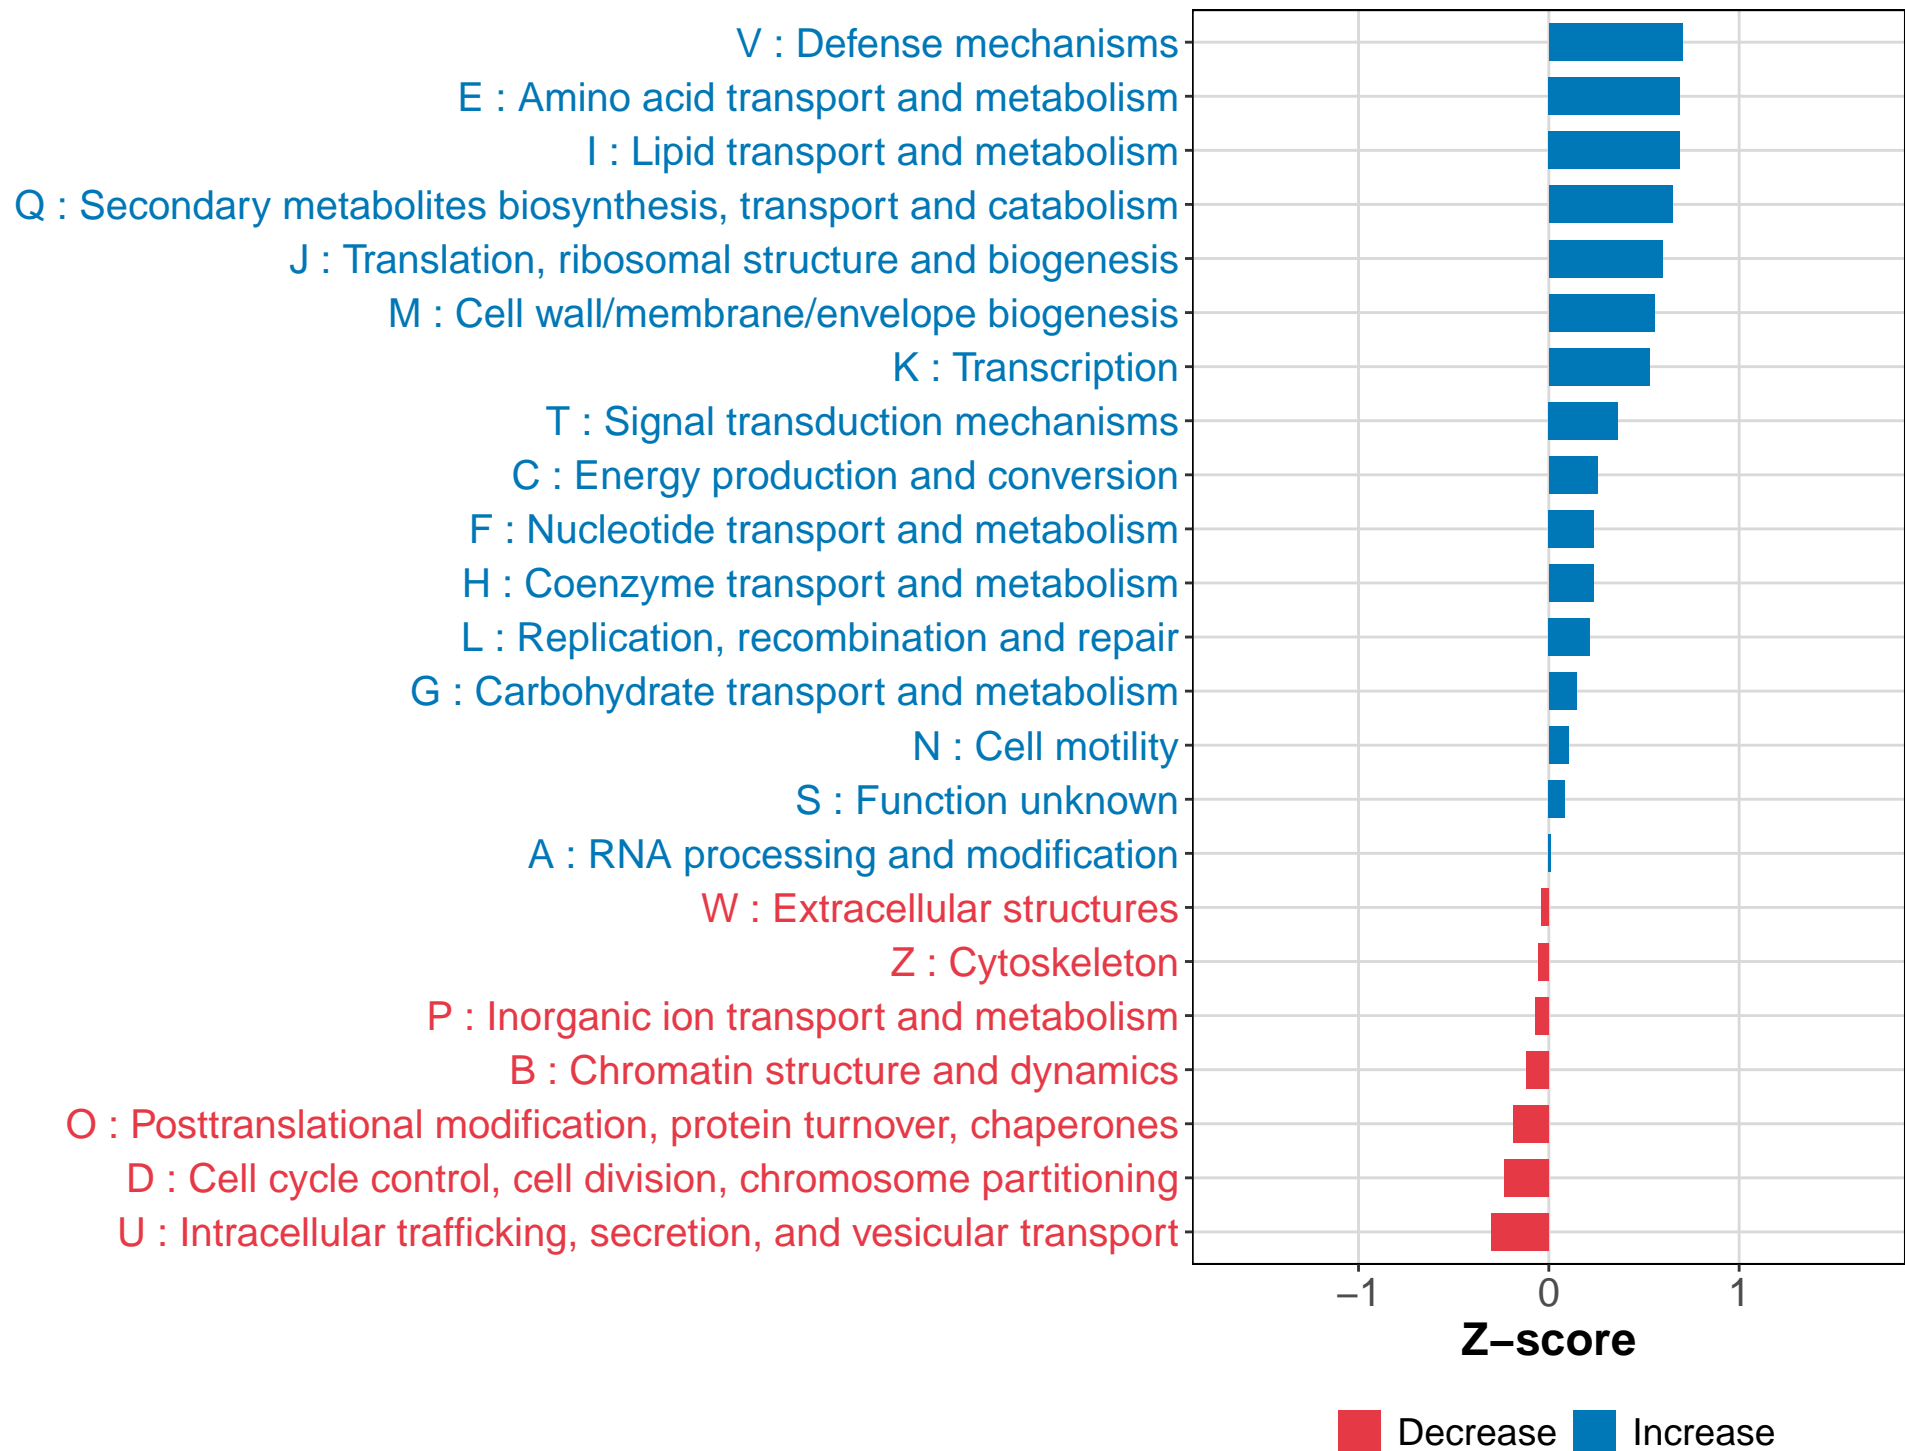 V : Defense mechanisms
E : Amino acid transport and metabolism
I : Lipid transport and metabolism
Q : Secondary metabolites biosynthesis, transport and catabolism
J : Translation, ribosomal structure and biogenesis
M : Cell wall/membrane/envelope biogenesis
K : Transcription
T : Signal transduction mechanisms
C : Energy production and conversion
F : Nucleotide transport and metabolism
H : Coenzyme transport and metabolism
L : Replication, recombination and repair
G : Carbohydrate transport and metabolism
N : Cell motility
S : Function unknown
A : RNA processing and modification
W : Extracellular structures
Z : Cytoskeleton
P : Inorganic ion transport and metabolism
B : Chromatin structure and dynamics
O : Posttranslational modification, protein turnover, chaperones
D : Cell cycle control, cell division, chromosome partitioning
U : Intracellular trafficking, secretion, and vesicular transport
−1 0 1
Z−score
Decrease Increase